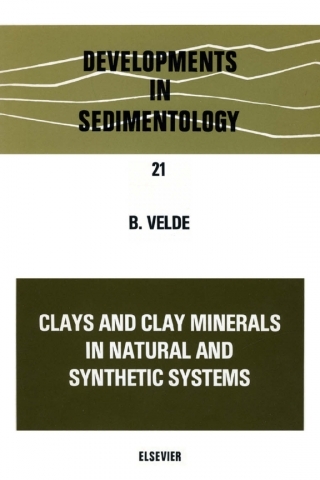 DEVELOPMENTS
IN
SEDIMENTOLOGY
21
B. VELDE
CLAYS AND CLAY MINERALS
IN NATURAL AND
SYNTHETIC SYSTEMS
ELSEVIER